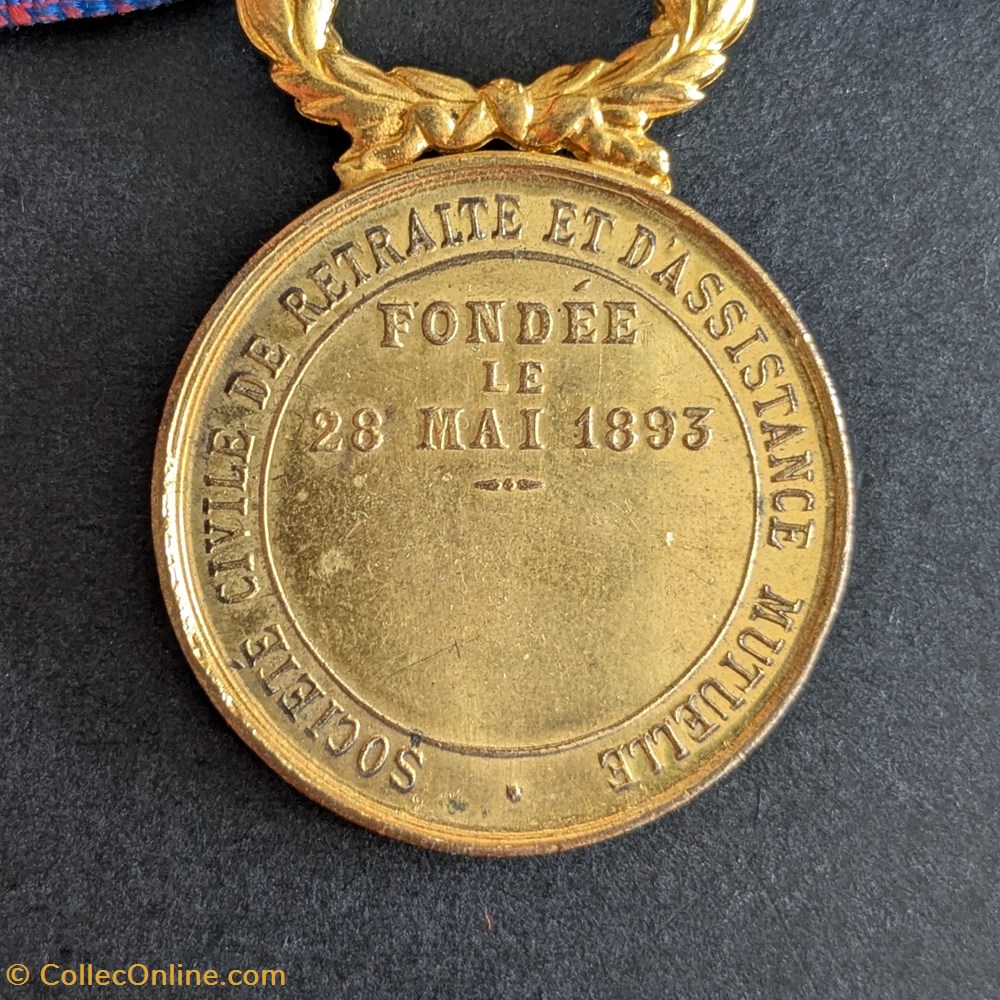 SOCIÉTÉ CIVILE DE RETRAITE ET D'ASSISTANCE MUTUELLE
FONDÉE
LE
28 MAI 1893
© CollecOnline.com